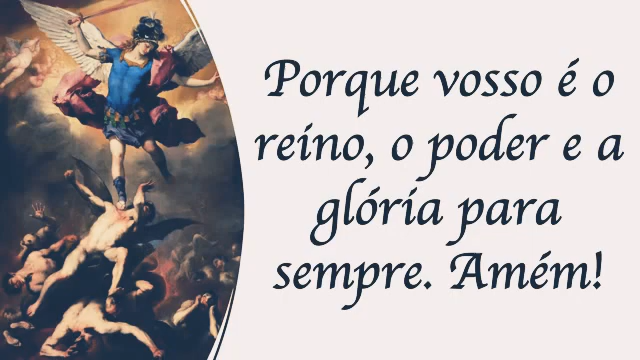 Porque vosso é o
reino, o poder e a
glória para
sempre. Amém!